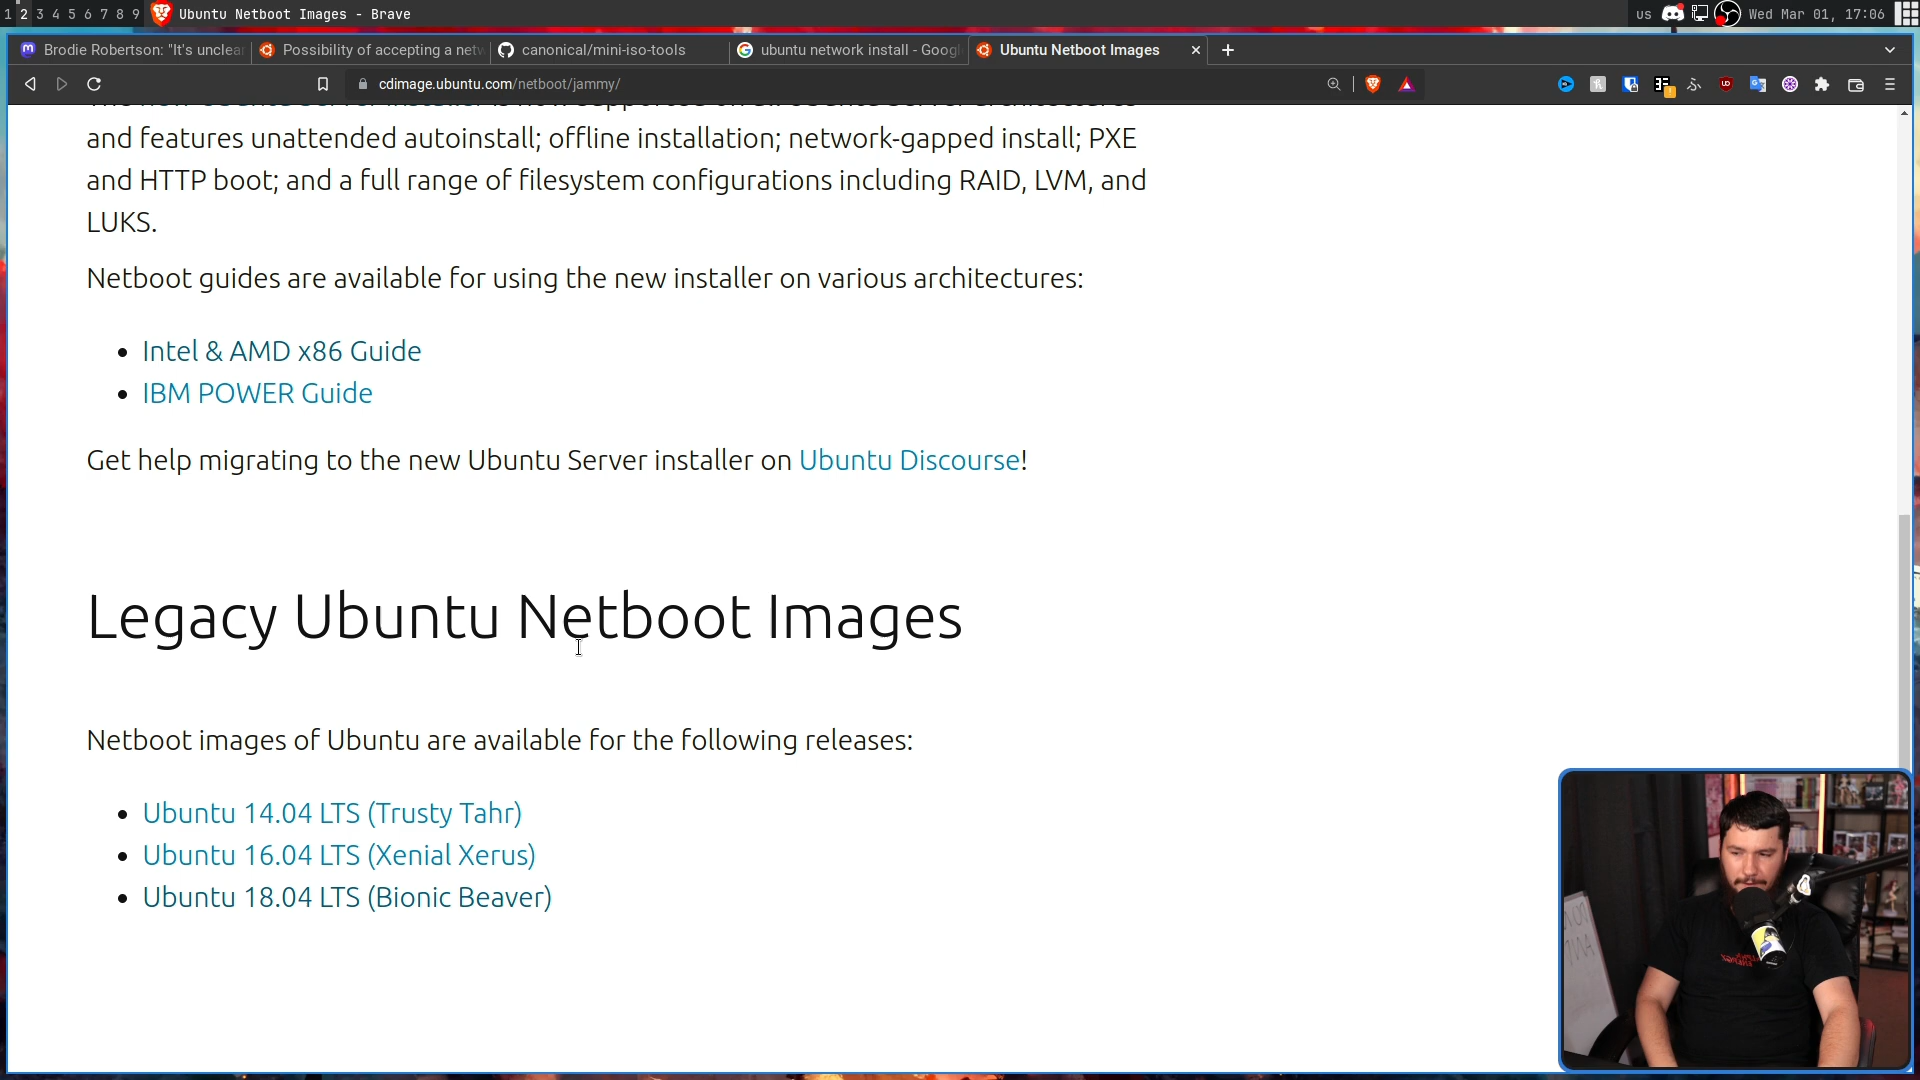 1 2 3 4 5 6 7 8 9 Ubuntu Netboot Images - Brave
us Wed Mar 01, 17:06
Brodie Robertson: "It's unclear
Possibility of accepting a netw
canonical/mini-iso-tools
ubuntu network install - Googl
Ubuntu Netboot Images
cdimage.ubuntu.com/netboot/jammy/
and features unattended autoinstall; offline installation; network-gapped install; PXE
and HTTP boot; and a full range of filesystem configurations including RAID, LVM, and
LUKS.
Netboot guides are available for using the new installer on various architectures:
• Intel & AMD x86 Guide
• IBM POWER Guide
Get help migrating to the new Ubuntu Server installer on Ubuntu Discourse!
Legacy Ubuntu Netboot Images
Netboot images of Ubuntu are available for the following releases:
• Ubuntu 14.04 LTS (Trusty Tahr)
• Ubuntu 16.04 LTS (Xenial Xerus)
• Ubuntu 18.04 LTS (Bionic Beaver)